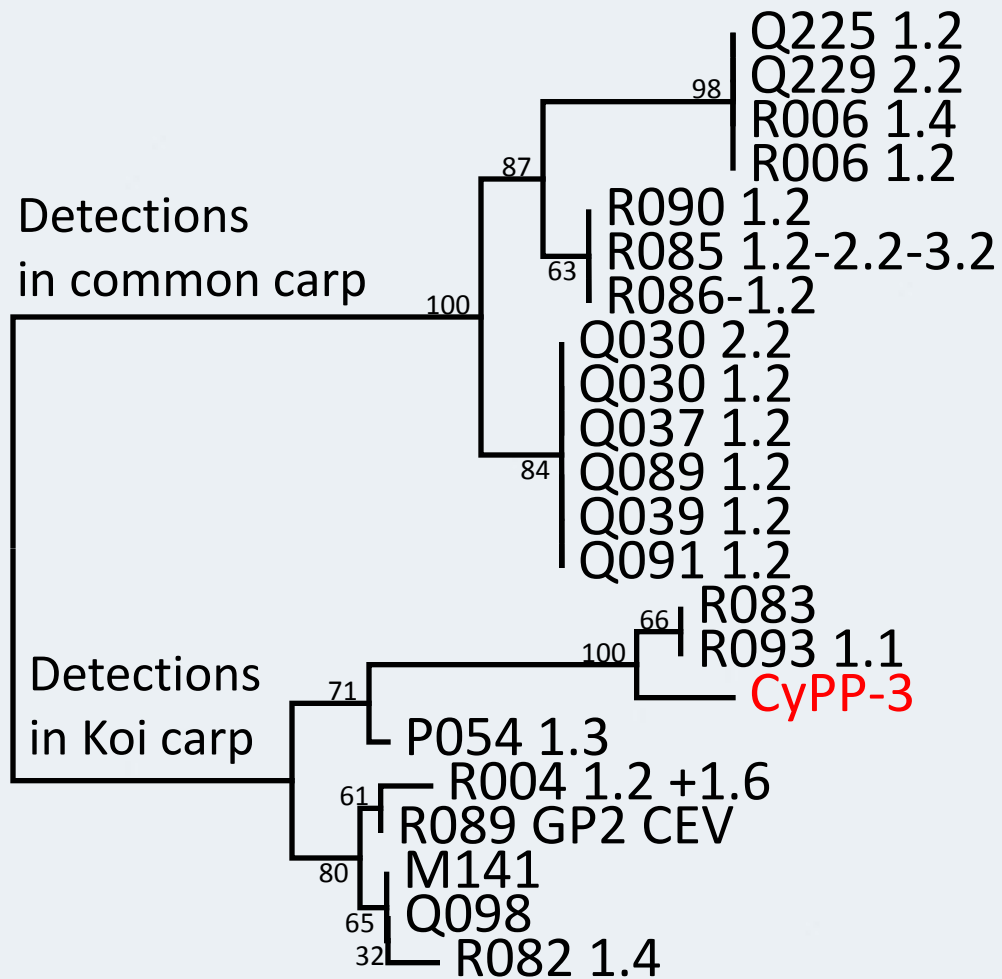 Q225 1.2
Q229 2.2
98
R006 1.4
R006 1.2
87
R090 1.2
Detections
in common carp
R085 1.2-2.2-3.2
63
R086-1.2
100
Q030 2.2
Q030 1.2
Q037 1.2
84
Q089 1.2
Q039 1.2
Q091 1.2
R083
66
R093 1.1
100
Detections
in Koi carp
71
CyPP-3
P054 1.3
R004 1.2 +1.6
61
R089 GP2 CEV
80
M141
Q098
65
32
R082 1.4